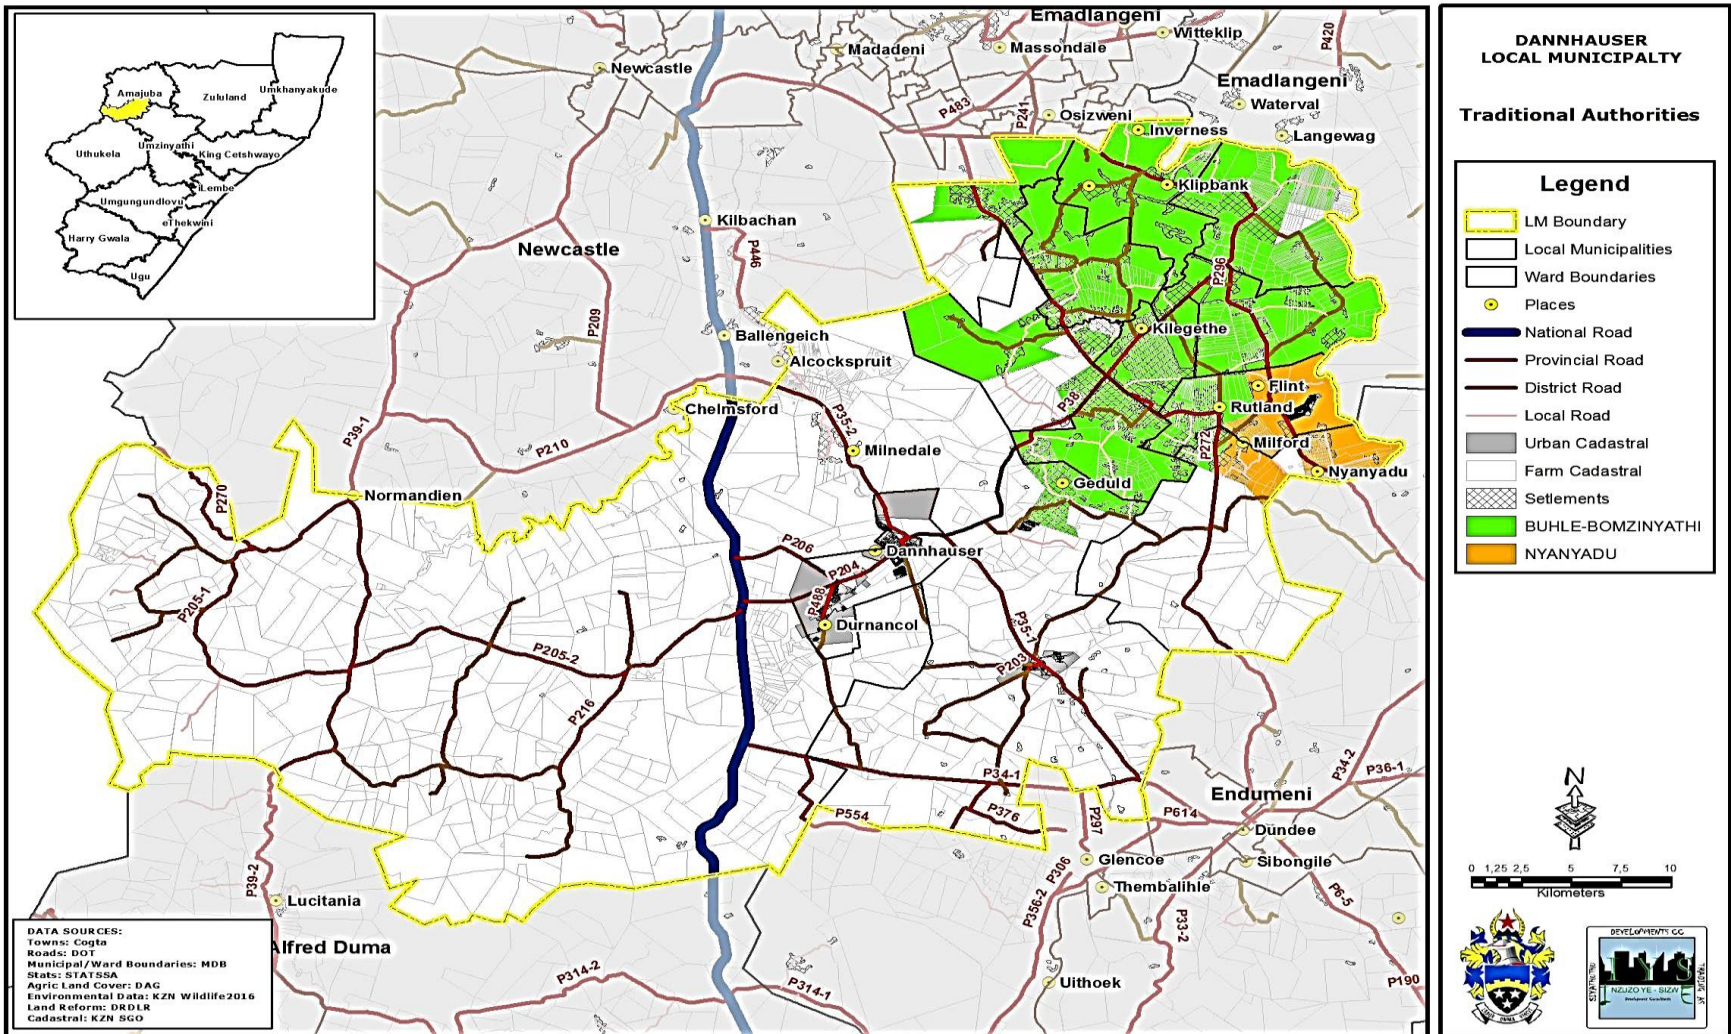 Amajuba
Zululand
Umkhanyakude
Uthukela
Umzinyathi
King Cetshwayo
iLembe
Umgungundlovu
eThekwini
Harry Gwala
Ugu
Emadlangeni
Witteklip
P420
Madadeni
Massondale
Newcastle
Emadlangeni
Waterval
P483
P241
Osizweni
Inverness
Langewag
Klipbank
Kilbachan
Newcastle
P446
P296
P209
Ballengeich
Kilegethe
Alcockspruit
Flint
Chelmsford
P38
Rutland
P39-1
P35-2
P210
Milnedale
P272
Milford
Nyanyadu
Geduld
Normandien
P270
P206
Dannhauser
P204
P488
P205-1
Durnancol
P35-1
P205-2
P203
P216
P34-1
P34-2
P36-1
Endumeni
P554
P376
P297
P614
Dundee
Glencoe
Sibongile
P306
Thembalihle
P39-2
Lucitania
P356-2
P33-2
P6-5
Alfred Duma
P314-2
P314-1
Uithoek
P190
DATA SOURCES:
Towns: Cogta
Roads: DOT
Municipal/Ward Boundaries: MDB
Stats: STATSSA
Agric Land Cover: DAG
Environmental Data: KZN Wildlife2016
Land Reform: DRDLR
Cadastral: KZN SGO
DANNHAUSER
LOCAL MUNICIPALTY
Traditional Authorities
Legend
LM Boundary
Local Municipalities
Ward Boundaries
Places
National Road
Provincial Road
District Road
Local Road
Urban Cadastral
Farm Cadastral
Setlements
BUHLE-BOMZINYATHI
NYANYADU
N
0 1,25 2,5 5 7,5 10
Kilometers
DEVELOPMENTS CC
NZUZO YE - SIZWE